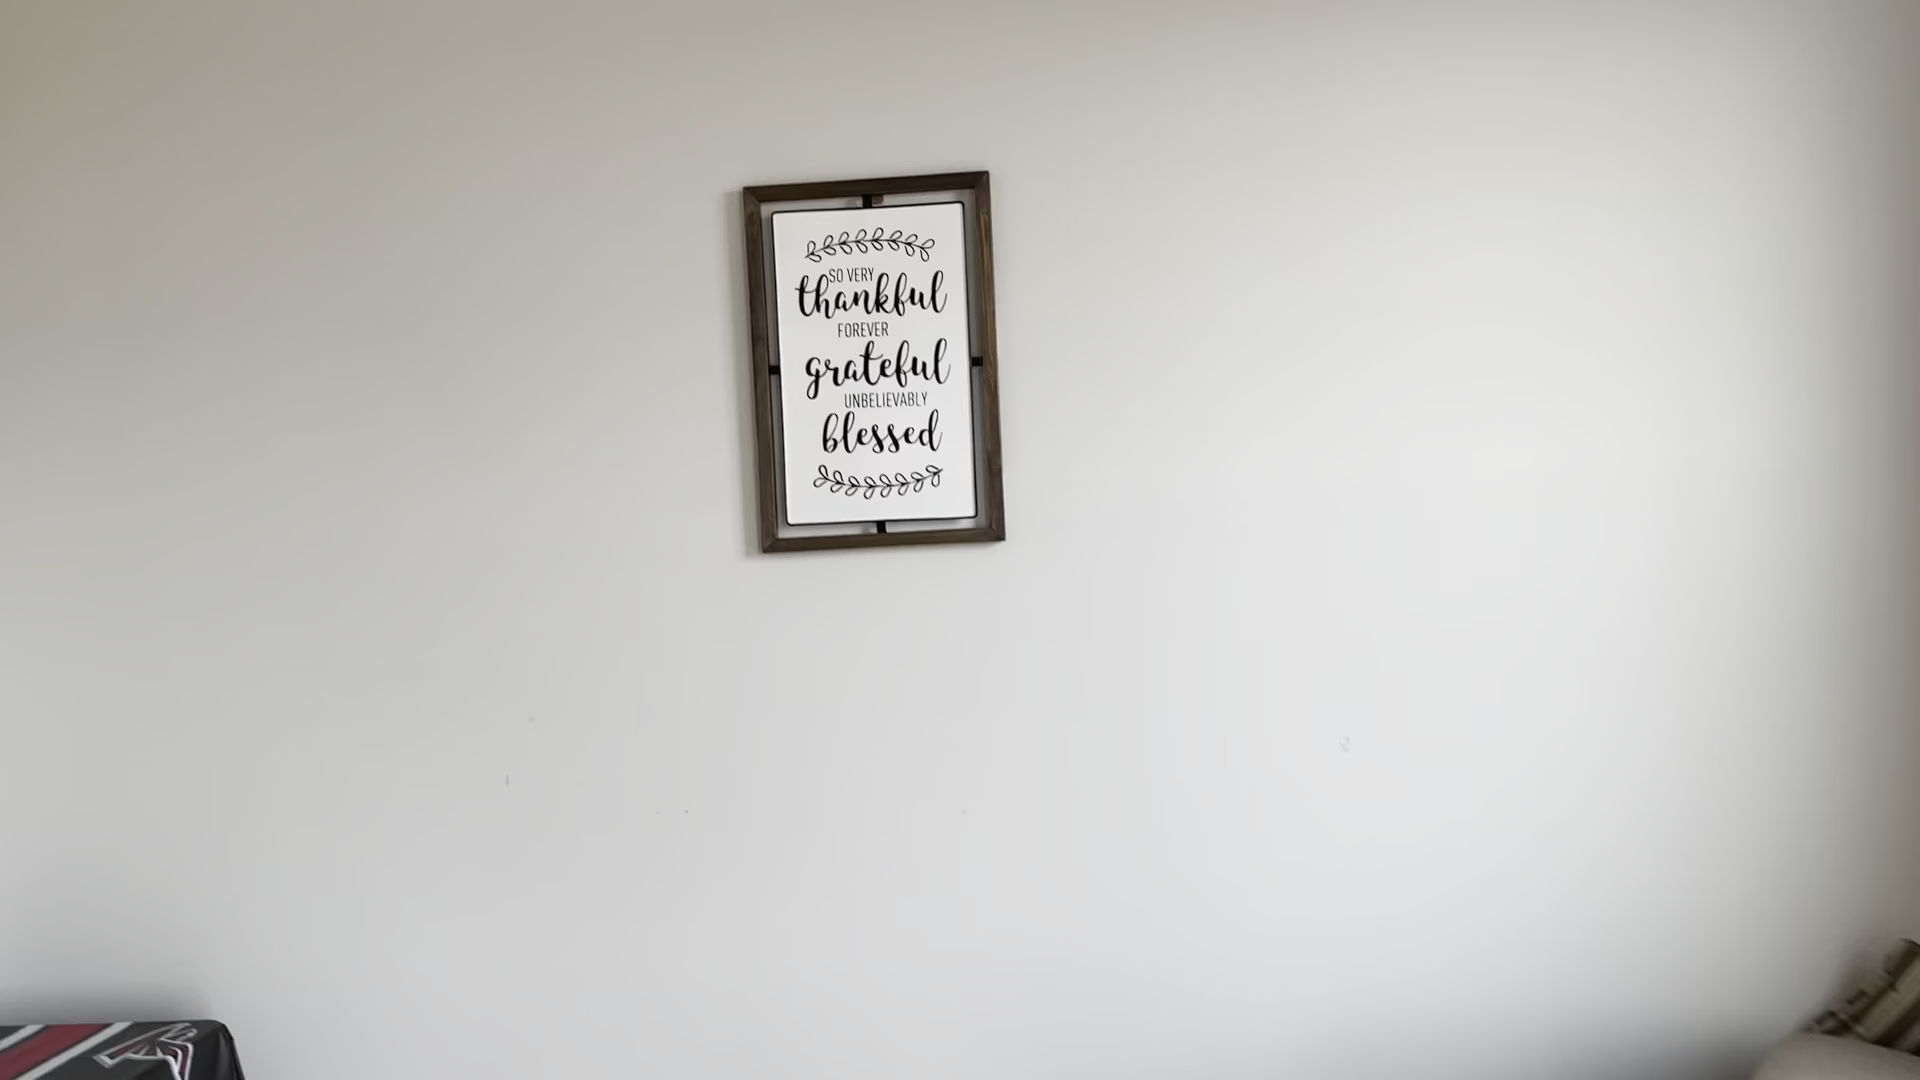 SO VERY
thankful
FOREVER
grateful
UNBELIEVABLY
blessed